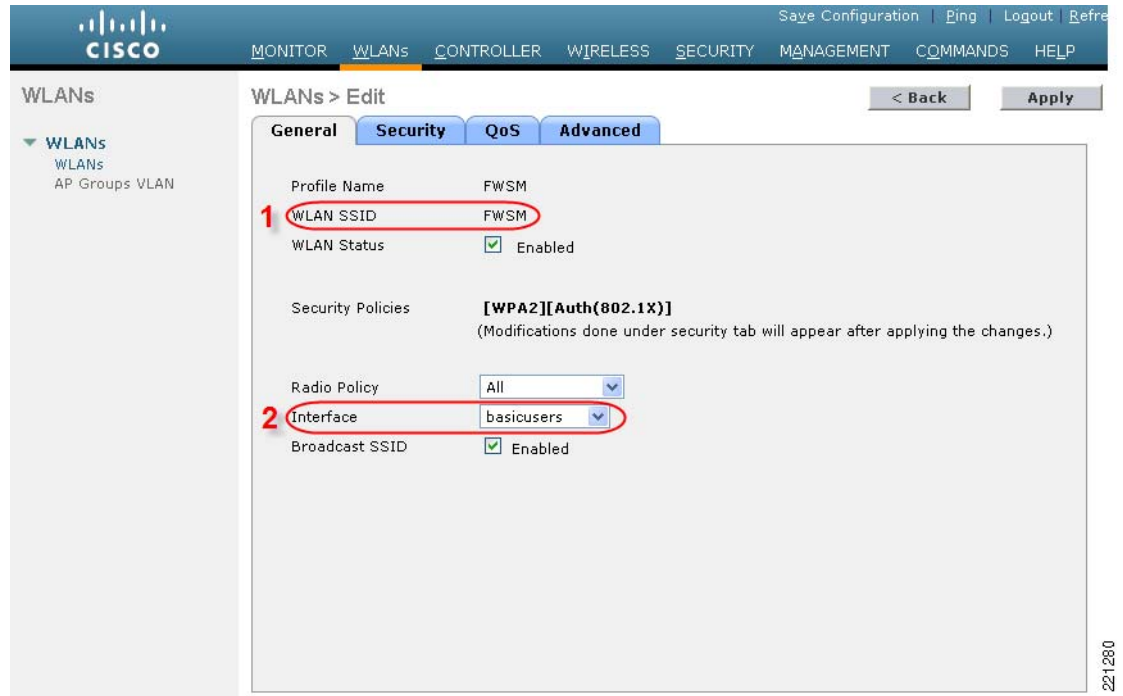 Save Configuration | Ping | Logout | Refre
CISCO
MONITOR WLANs CONTROLLER WIRELESS SECURITY MANAGEMENT COMMANDS HELP
WLANs
WLANs > Edit
< Back
Apply
General Security QoS Advanced
WLANs
WLANs
AP Groups VLAN
Profile Name FWSM
1 WLAN SSID FWSM
WLAN Status Enabled
Security Policies [WPA2][Auth(802.1X)]
(Modifications done under security tab will appear after applying the changes.)
Radio Policy All
2 Interface basicusers
Broadcast SSID Enabled
221280